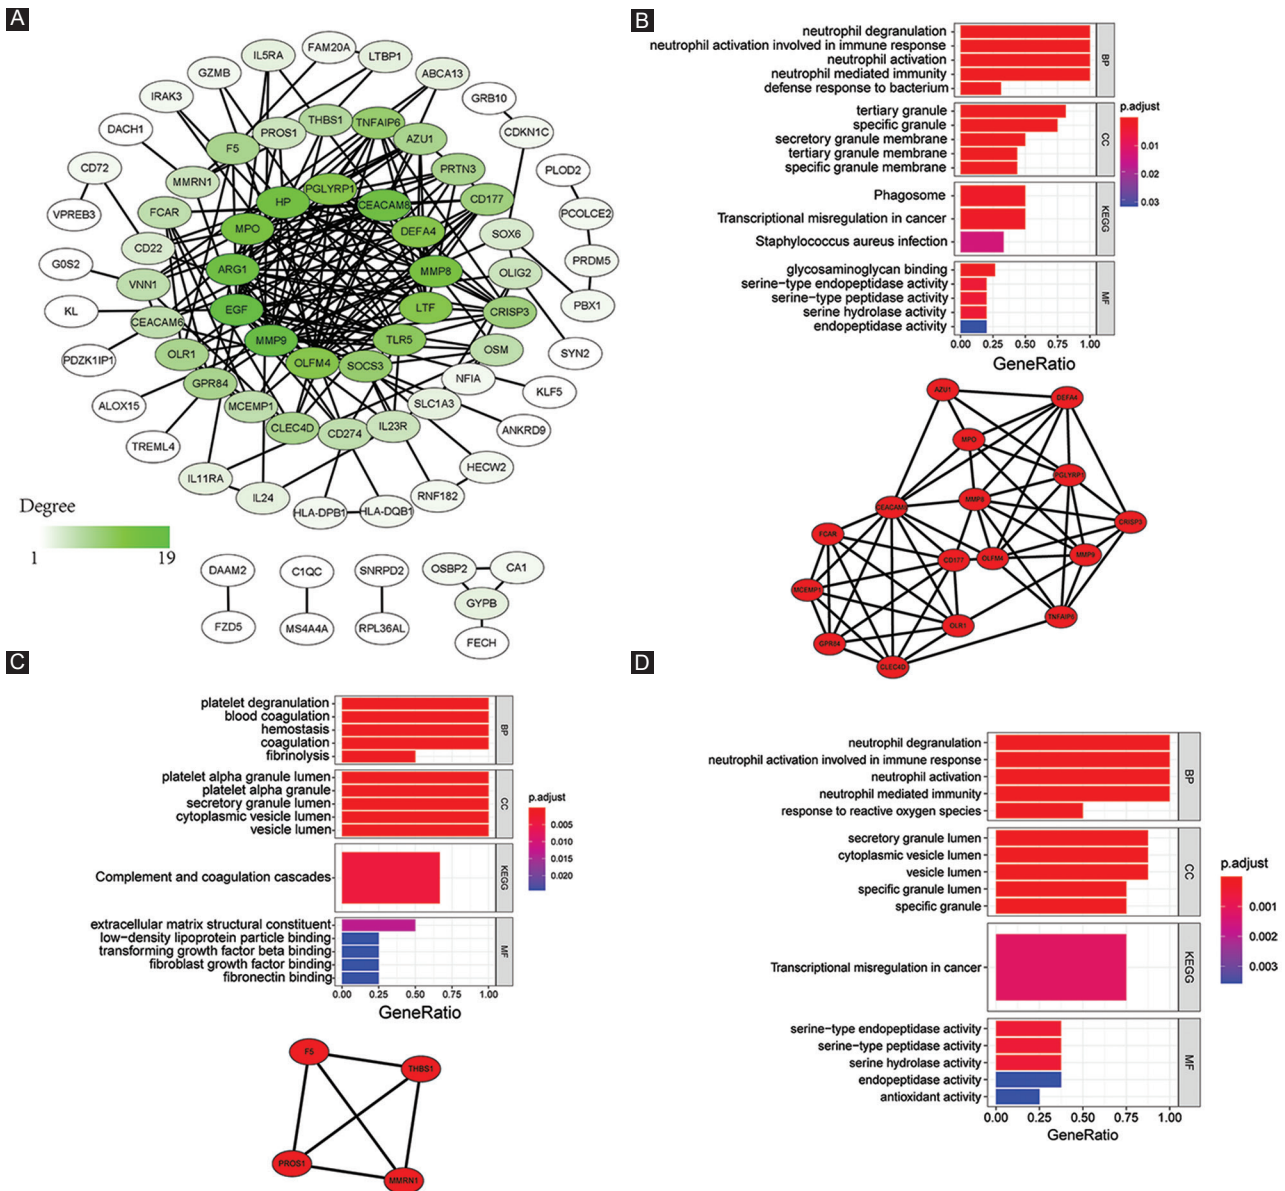 A
IL5RA
FAM20A
LTBP1
GZMB
ABCA13
IRAK3
GRB10
DACH1
PROS1
THBS1
TNFAIP6
AZU1
CDKN1C
F5
CD72
MMRN1
PRTN3
PLOD2
HP
PGLYRP1
CEACAM8
CD177
VPREB3
FCAR
PCOLCE2
MPO
DEFA4
SOX6
CD22
G0S2
ARG1
MMP8
OLIG2
PRDM5
VNN1
KL
EGF
LTF
CRISP3
PBX1
CEACAM6
MMP9
TLR5
OSM
SYN2
PDZK1IP1
OLR1
OLFM4
SOCS3
NFIA
GPR84
KLF5
ALOX15
MCEMP1
SLC1A3
CLEC4D
CD274
IL23R
ANKRD9
TREML4
HECW2
IL11RA
IL24
RNF182
HLA-DPB1
HLA-DQB1
Degree
1 19
DAAM2
C1QC
SNRPD2
OSBP2
CA1
GYPB
FZD5
MS4A4A
RPL36AL
FECH
B
neutrophil degranulation
neutrophil activation involved in immune response
neutrophil activation
neutrophil mediated immunity
defense response to bacterium
BP
tertiary granule
specific granule
secretory granule membrane
tertiary granule membrane
specific granule membrane
CC
Phagosome
Transcriptional misregulation in cancer
Staphylococcus aureus infection
KEGG
glycosaminoglycan binding
serine-type endopeptidase activity
serine-type peptidase activity
serine hydrolase activity
endopeptidase activity
MF
0.00 0.25 0.50 0.75 1.00
GeneRatio
p.adjust
0.01
0.02
0.03
AZU1
DEFA4
MPO
PGLYRP1
MMP8
CRISP3
FCAR
CD177
OLFM4
MMP9
MCEMP1
TNFAIP6
OLR1
GPR84
CLEC4D
C
platelet degranulation
blood coagulation
hemostasis
coagulation
fibrinolysis
BP
platelet alpha granule lumen
platelet alpha granule
secretory granule lumen
cytoplasmic vesicle lumen
vesicle lumen
CC
Complement and coagulation cascades
KEGG
extracellular matrix structural constituent
low-density lipoprotein particle binding
transforming growth factor beta binding
fibroblast growth factor binding
fibronectin binding
MF
0.00 0.25 0.50 0.75 1.00
GeneRatio
p.adjust
0.005
0.010
0.015
0.020
F5
THBS1
PROS1
MMRN1
D
neutrophil degranulation
neutrophil activation involved in immune response
neutrophil activation
neutrophil mediated immunity
response to reactive oxygen species
BP
secretory granule lumen
cytoplasmic vesicle lumen
vesicle lumen
specific granule lumen
specific granule
CC
Transcriptional misregulation in cancer
KEGG
serine-type endopeptidase activity
serine-type peptidase activity
serine hydrolase activity
endopeptidase activity
antioxidant activity
MF
0.00 0.25 0.50 0.75 1.00
GeneRatio
p.adjust
0.001
0.002
0.003